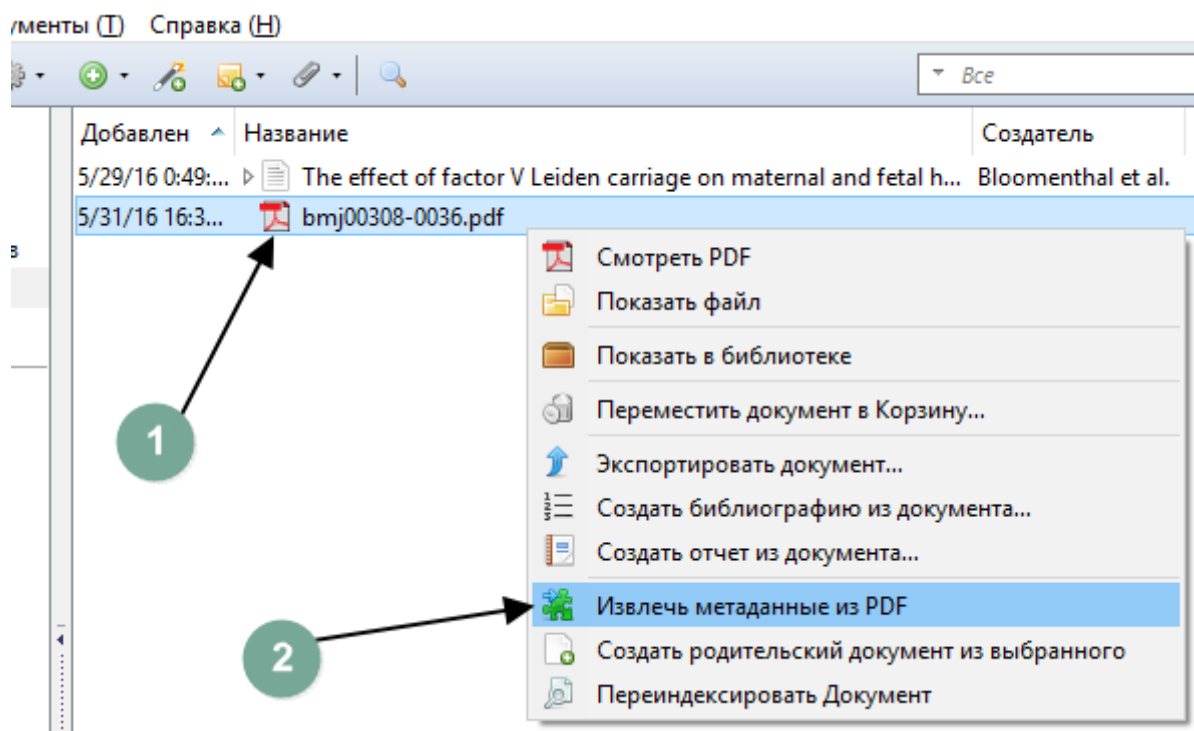 ументы (Т) Справка (Н)
Все
Добавлен Название Создатель
5/29/16 0:49:... The effect of factor V Leiden carriage on maternal and fetal h... Bloomenthal et al.
5/31/16 16:3... bmj00308-0036.pdf
в
Смотреть PDF
Показать файл
Показать в библиотеке
Переместить документ в Корзину...
Экспортировать документ...
Создать библиографию из документа...
Создать отчет из документа...
Извлечь метаданные из PDF
Создать родительский документ из выбранного
Переиндексировать Документ
1
2